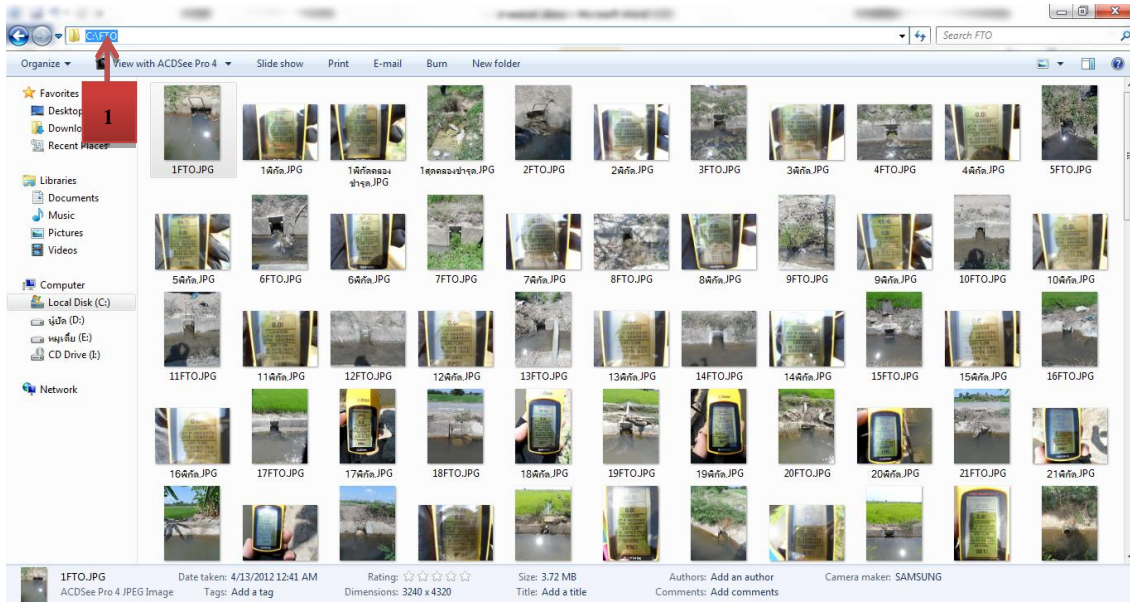 C:\FTO
Search FTO
Organize
View with ACDSee Pro 4
Slide show
Print
E-mail
Burn
New folder
1
Favorites
Desktop
Downlo
Recent Places
Libraries
Documents
Music
Pictures
Videos
Computer
Local Disk (C:)
(D:)
(E:)
CD Drive
Network
1FTO.JPG
1พิกัด.JPG
1พิกัดคลอง
ชำรุด.JPG
1สุดคลองชำรุด.JPG
2FTO.JPG
2พิกัด.JPG
3FTO.JPG
3พิกัด.JPG
4FTO.JPG
4พิกัด.JPG
5FTO.JPG
5พิกัด.JPG
6FTO.JPG
6พิกัด.JPG
7FTO.JPG
7พิกัด.JPG
8FTO.JPG
8พิกัด.JPG
9FTO.JPG
9พิกัด.JPG
10FTO.JPG
10พิกัด.JPG
11FTO.JPG
11พิกัด.JPG
12FTO.JPG
12พิกัด.JPG
13FTO.JPG
13พิกัด.JPG
14FTO.JPG
14พิกัด.JPG
15FTO.JPG
15พิกัด.JPG
16FTO.JPG
16พิกัด.JPG
17FTO.JPG
17พิกัด.JPG
18FTO.JPG
18พิกัด.JPG
19FTO.JPG
19พิกัด.JPG
20FTO.JPG
20พิกัด.JPG
21FTO.JPG
21พิกัด.JPG
1FTO.JPG
Date taken: 4/13/2012 12:41 AM
Rating:
Size: 3.72 MB
Authors: Add an author
Camera maker: SAMSUNG
ACDSee Pro 4 JPEG Image
Tags: Add a tag
Dimensions: 3240 x 4320
Title: Add a title
Comments: Add comments